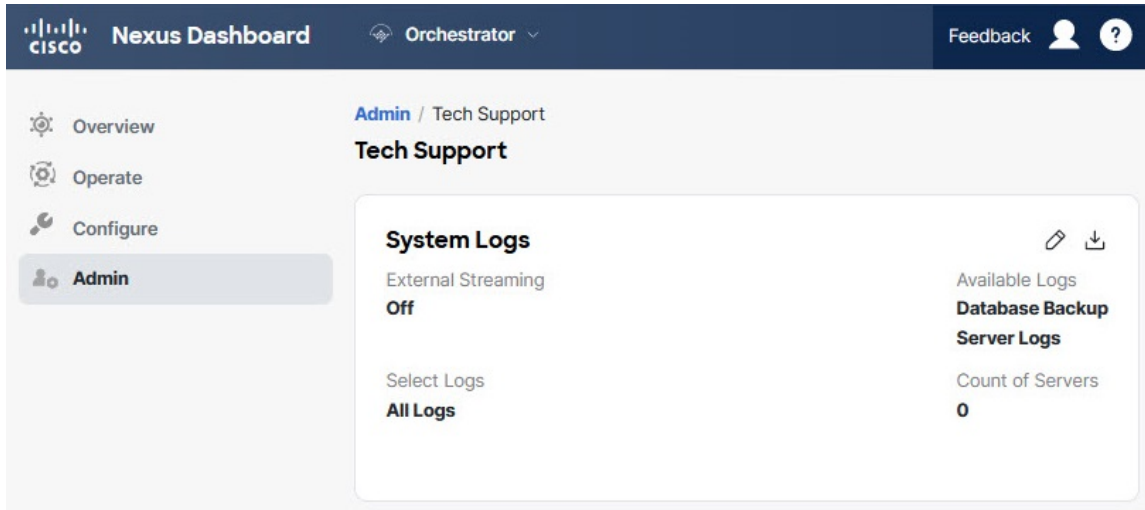 CISCO Nexus Dashboard Orchestrator Feedback ?
Overview
Operate
Configure
Admin
Admin / Tech Support
Tech Support
System Logs
External Streaming
Off
Available Logs
Database Backup
Server Logs
Select Logs
All Logs
Count of Servers
0